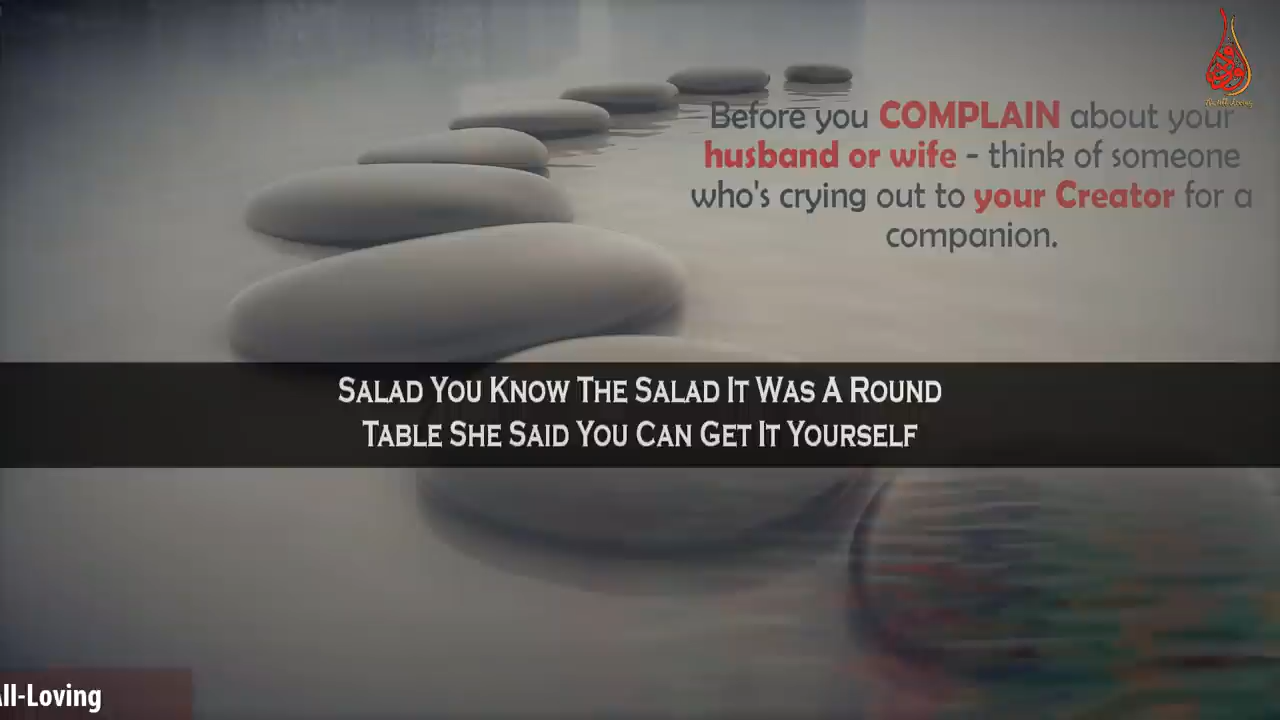 Before you COMPLAIN about your
husband or wife - think of someone
who's crying out to your Creator for a
companion.
SALAD YOU KNOW THE SALAD IT WAS A ROUND
TABLE SHE SAID YOU CAN GET IT YOURSELF
All-Loving